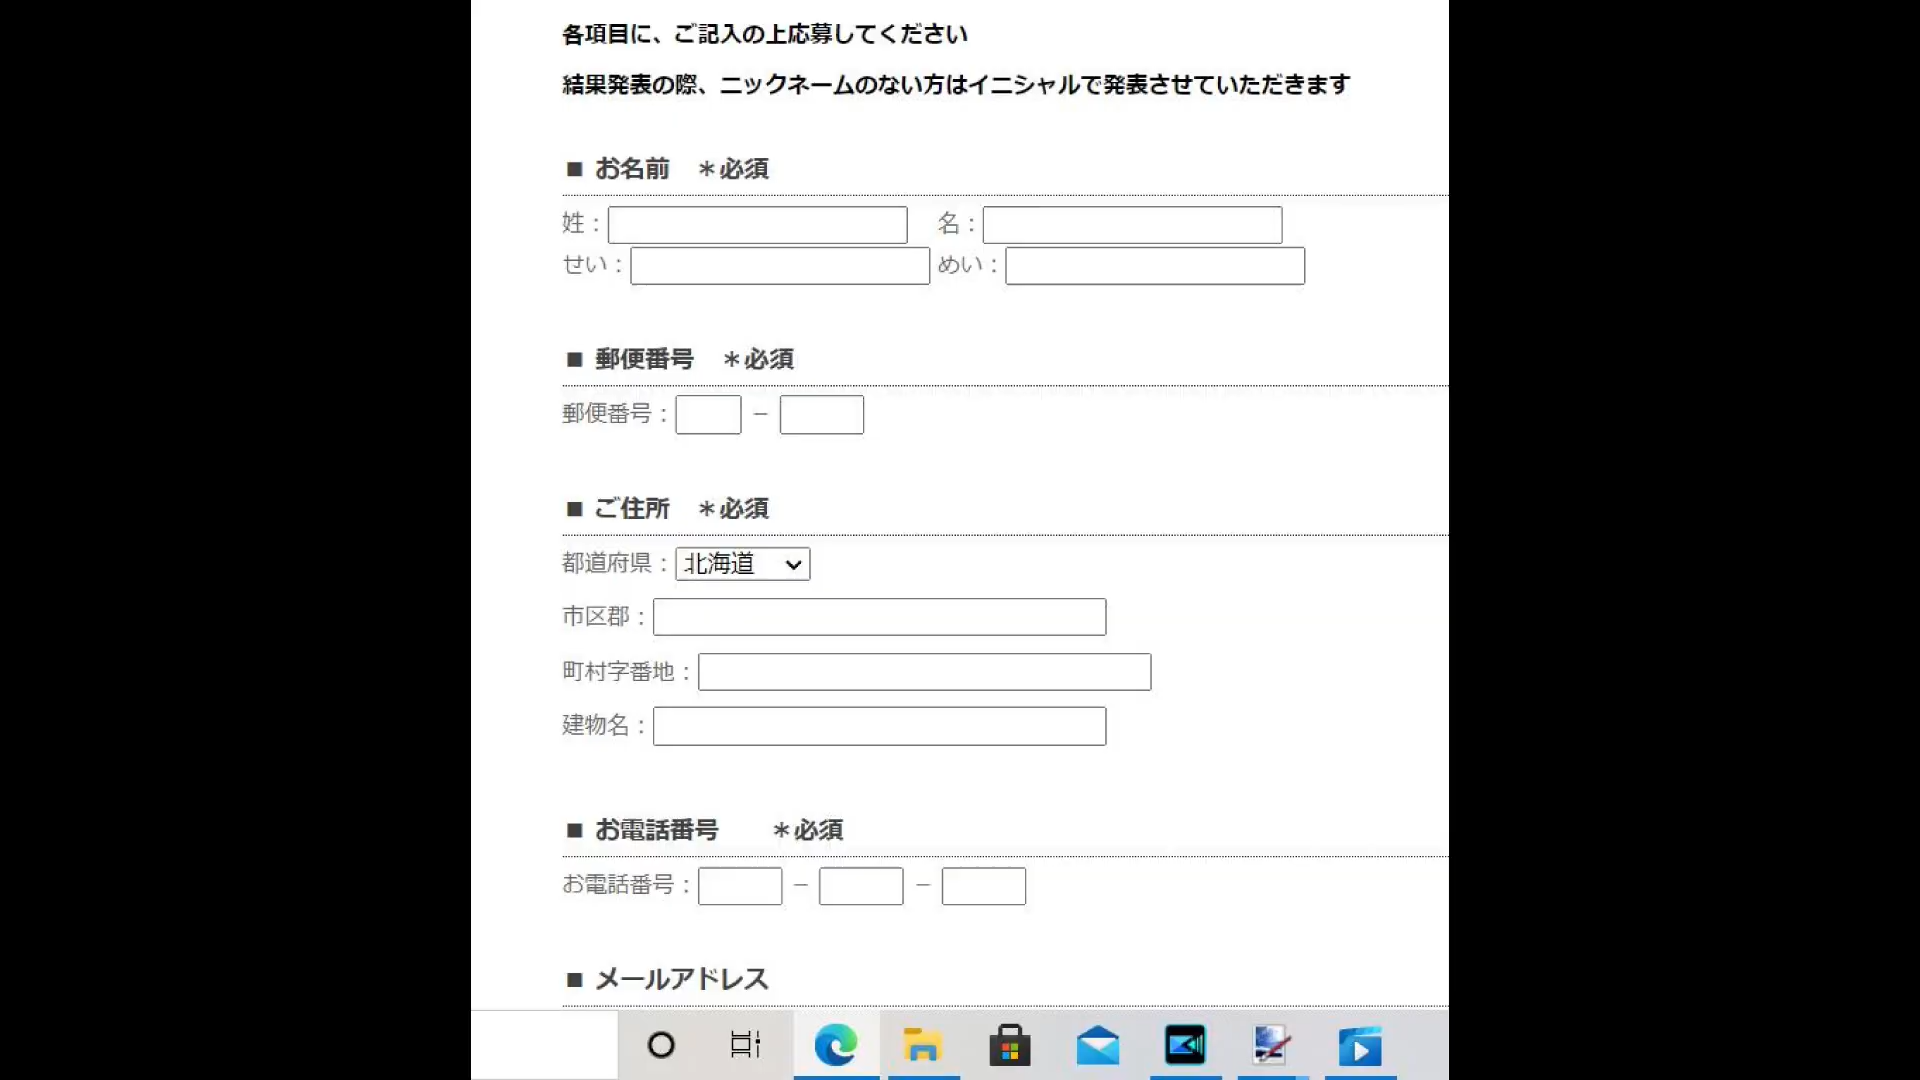 各項目に、ご記入の上応募してください
結果発表の際、ニックネームのない方はイニシャルで発表させていただきます
■ お名前　＊必須
姓：　名：
せい：　めい：
■ 郵便番号　＊必須
郵便番号：　－
■ ご住所　＊必須
都道府県：北海道
市区郡：
町村字番地：
建物名：
■ お電話番号　　＊必須
お電話番号：　－　－
■ メールアドレス